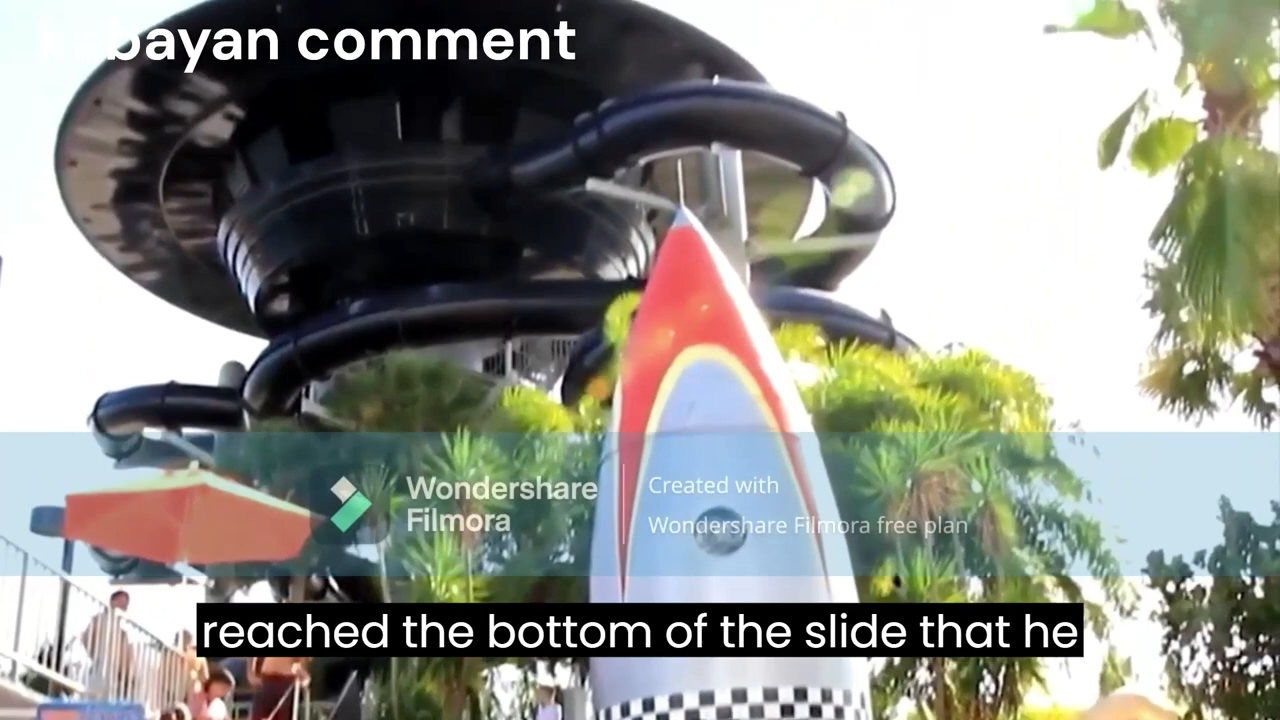 bayan comment
Wondershare
Filmora
Created with
Wondershare Filmora free plan
reached the bottom of the slide that he